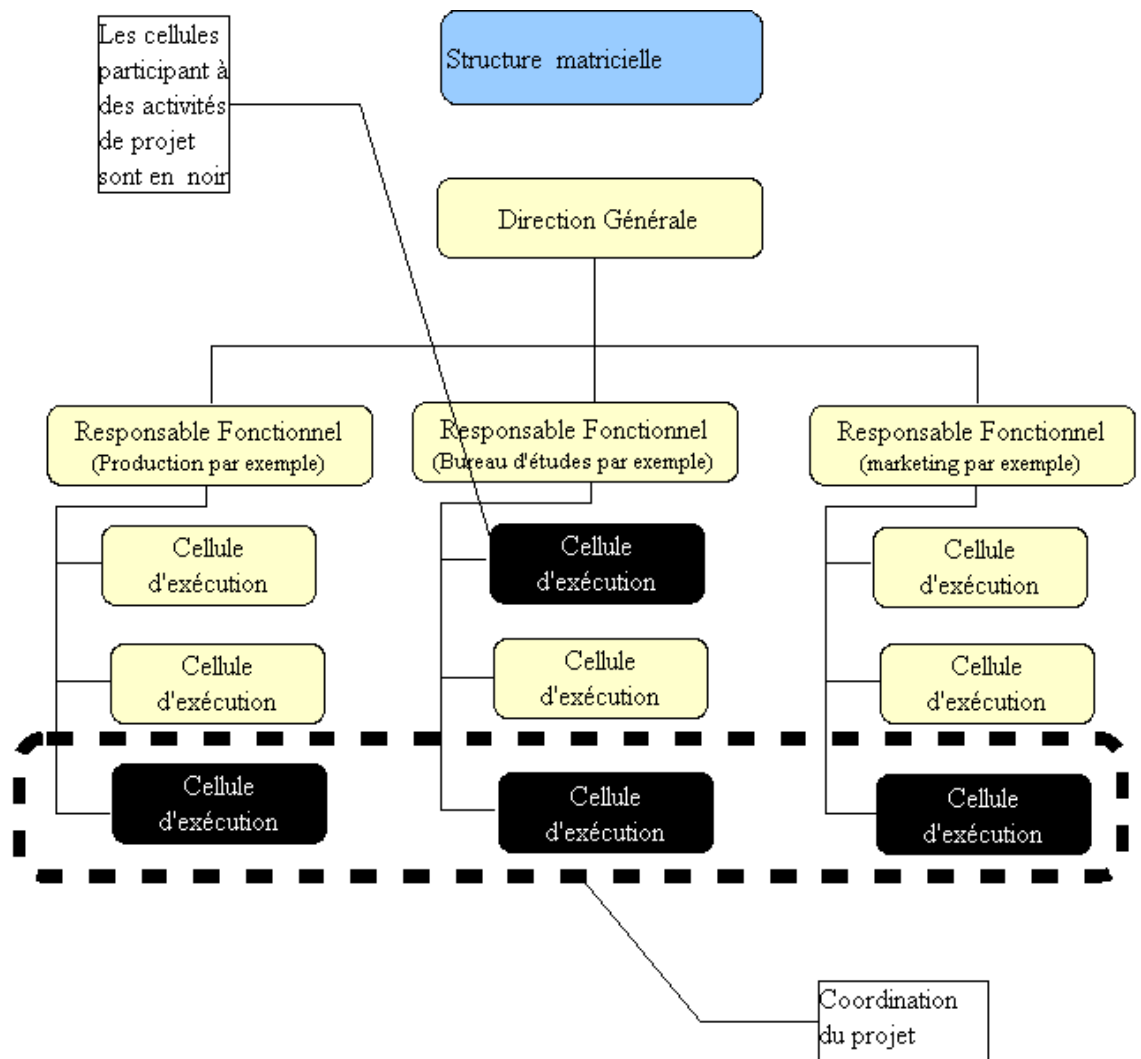 Les cellules
participant à
des activités
de projet
sont en noir
Structure matricielle
Direction Générale
Responsable Fonctionnel
(Production par exemple)
Responsable Fonctionnel
(Bureau d'études par exemple)
Responsable Fonctionnel
(marketing par exemple)
Cellule
d'exécution
Cellule
d'exécution
Cellule
d'exécution
Cellule
d'exécution
Cellule
d'exécution
Cellule
d'exécution
Cellule
d'exécution
Cellule
d'exécution
Cellule
d'exécution
Coordination
du projet